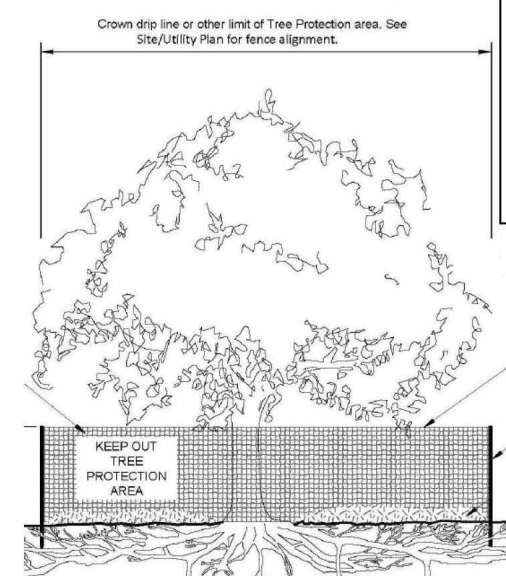 Crown drip line or other limit of Tree Protection area. See
Site/Utility Plan for fence alignment.
KEEP OUT
TREE
PROTECTION
AREA